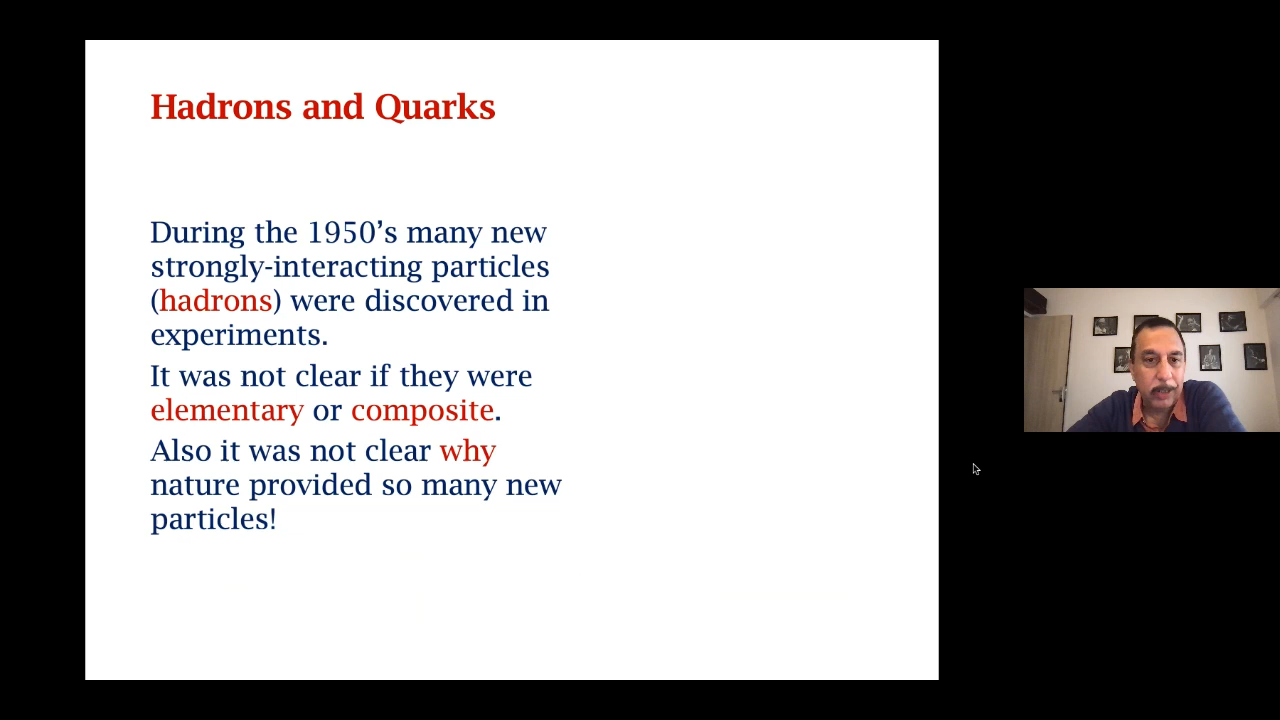 Hadrons and Quarks
During the 1950’s many new
strongly-interacting particles
(hadrons) were discovered in
experiments.
It was not clear if they were
elementary or composite.
Also it was not clear why
nature provided so many new
particles!